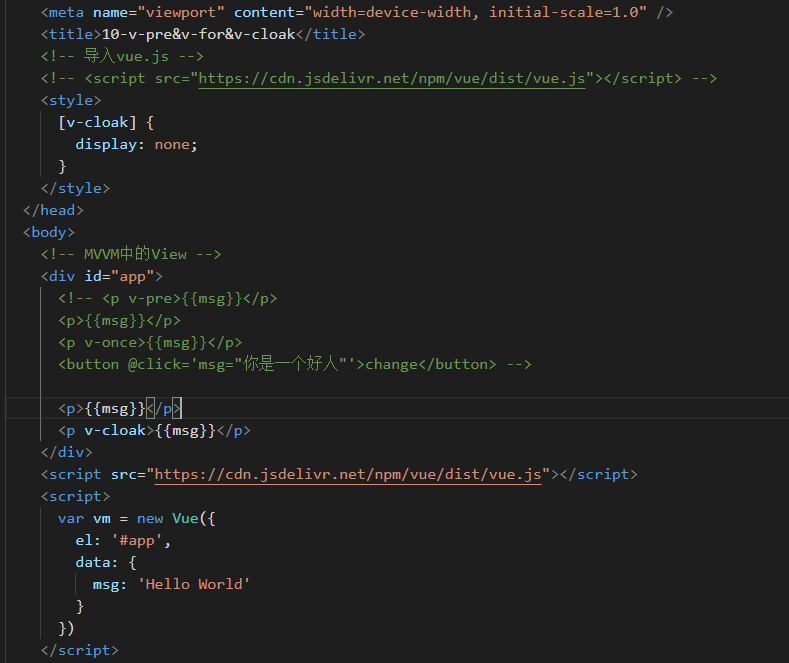 <meta name="viewport" content="width=device-width, initial-scale=1.0" />
<title>10-v-pre&v-for&v-cloak</title>
<!-- 导入vue.js -->
<!-- <script src="https://cdn.jsdelivr.net/npm/vue/dist/vue.js"></script> -->
<style>
[v-cloak] {
display: none;
}
</style>
</head>
<body>
<!-- MVVM中的View -->
<div id="app">
<!-- <p v-pre>{{msg}}</p>
<p>{{msg}}</p>
<p v-once>{{msg}}</p>
<button @click='msg="你是一个好人"'>change</button> -->
<p>{{msg}}</p>
<p v-cloak>{{msg}}</p>
</div>
<script src="https://cdn.jsdelivr.net/npm/vue/dist/vue.js"></script>
<script>
var vm = new Vue({
el: '#app',
data: {
msg: 'Hello World'
}
})
</script>